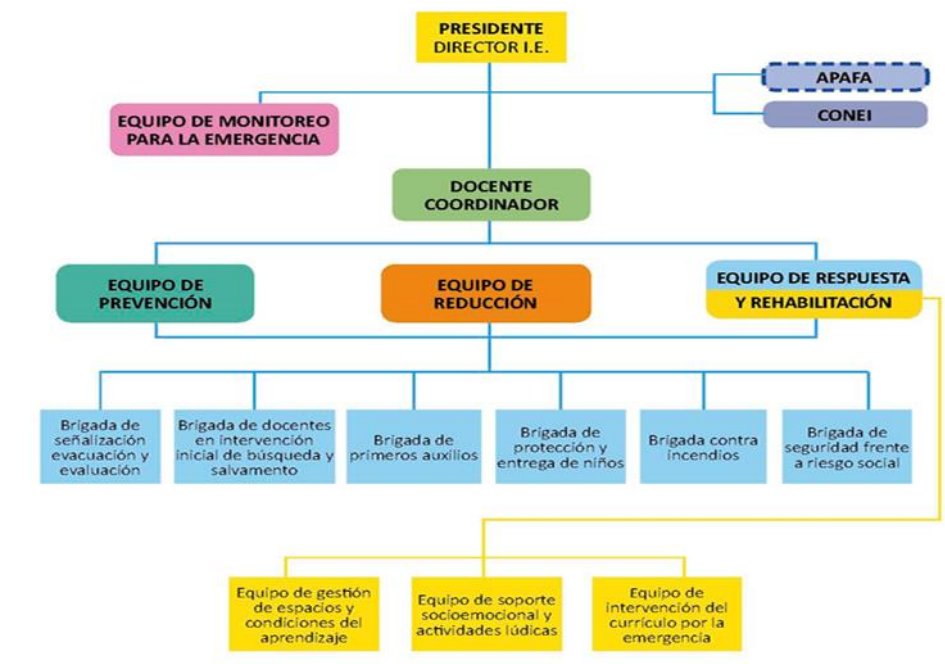 PRESIDENTE
DIRECTOR I.E.
APAFA
CONEI
EQUIPO DE MONITOREO
PARA LA EMERGENCIA
DOCENTE
COORDINADOR
EQUIPO DE
PREVENCIÓN
EQUIPO DE
REDUCCIÓN
EQUIPO DE RESPUESTA
Y REHABILITACIÓN
Brigada de
señalización
evacuación y
evaluación
Brigada de docentes
en intervención
inicial de búsqueda y
salvamento
Brigada de
primeros auxilios
Brigada de
protección y
entrega de niños
Brigada contra
incendios
Brigada de
seguridad frente
a riesgo social
Equipo de gestión
de espacios y
condiciones del
aprendizaje
Equipo de soporte
socioemocional y
actividades lúdicas
Equipo de
intervención del
currículo por la
emergencia